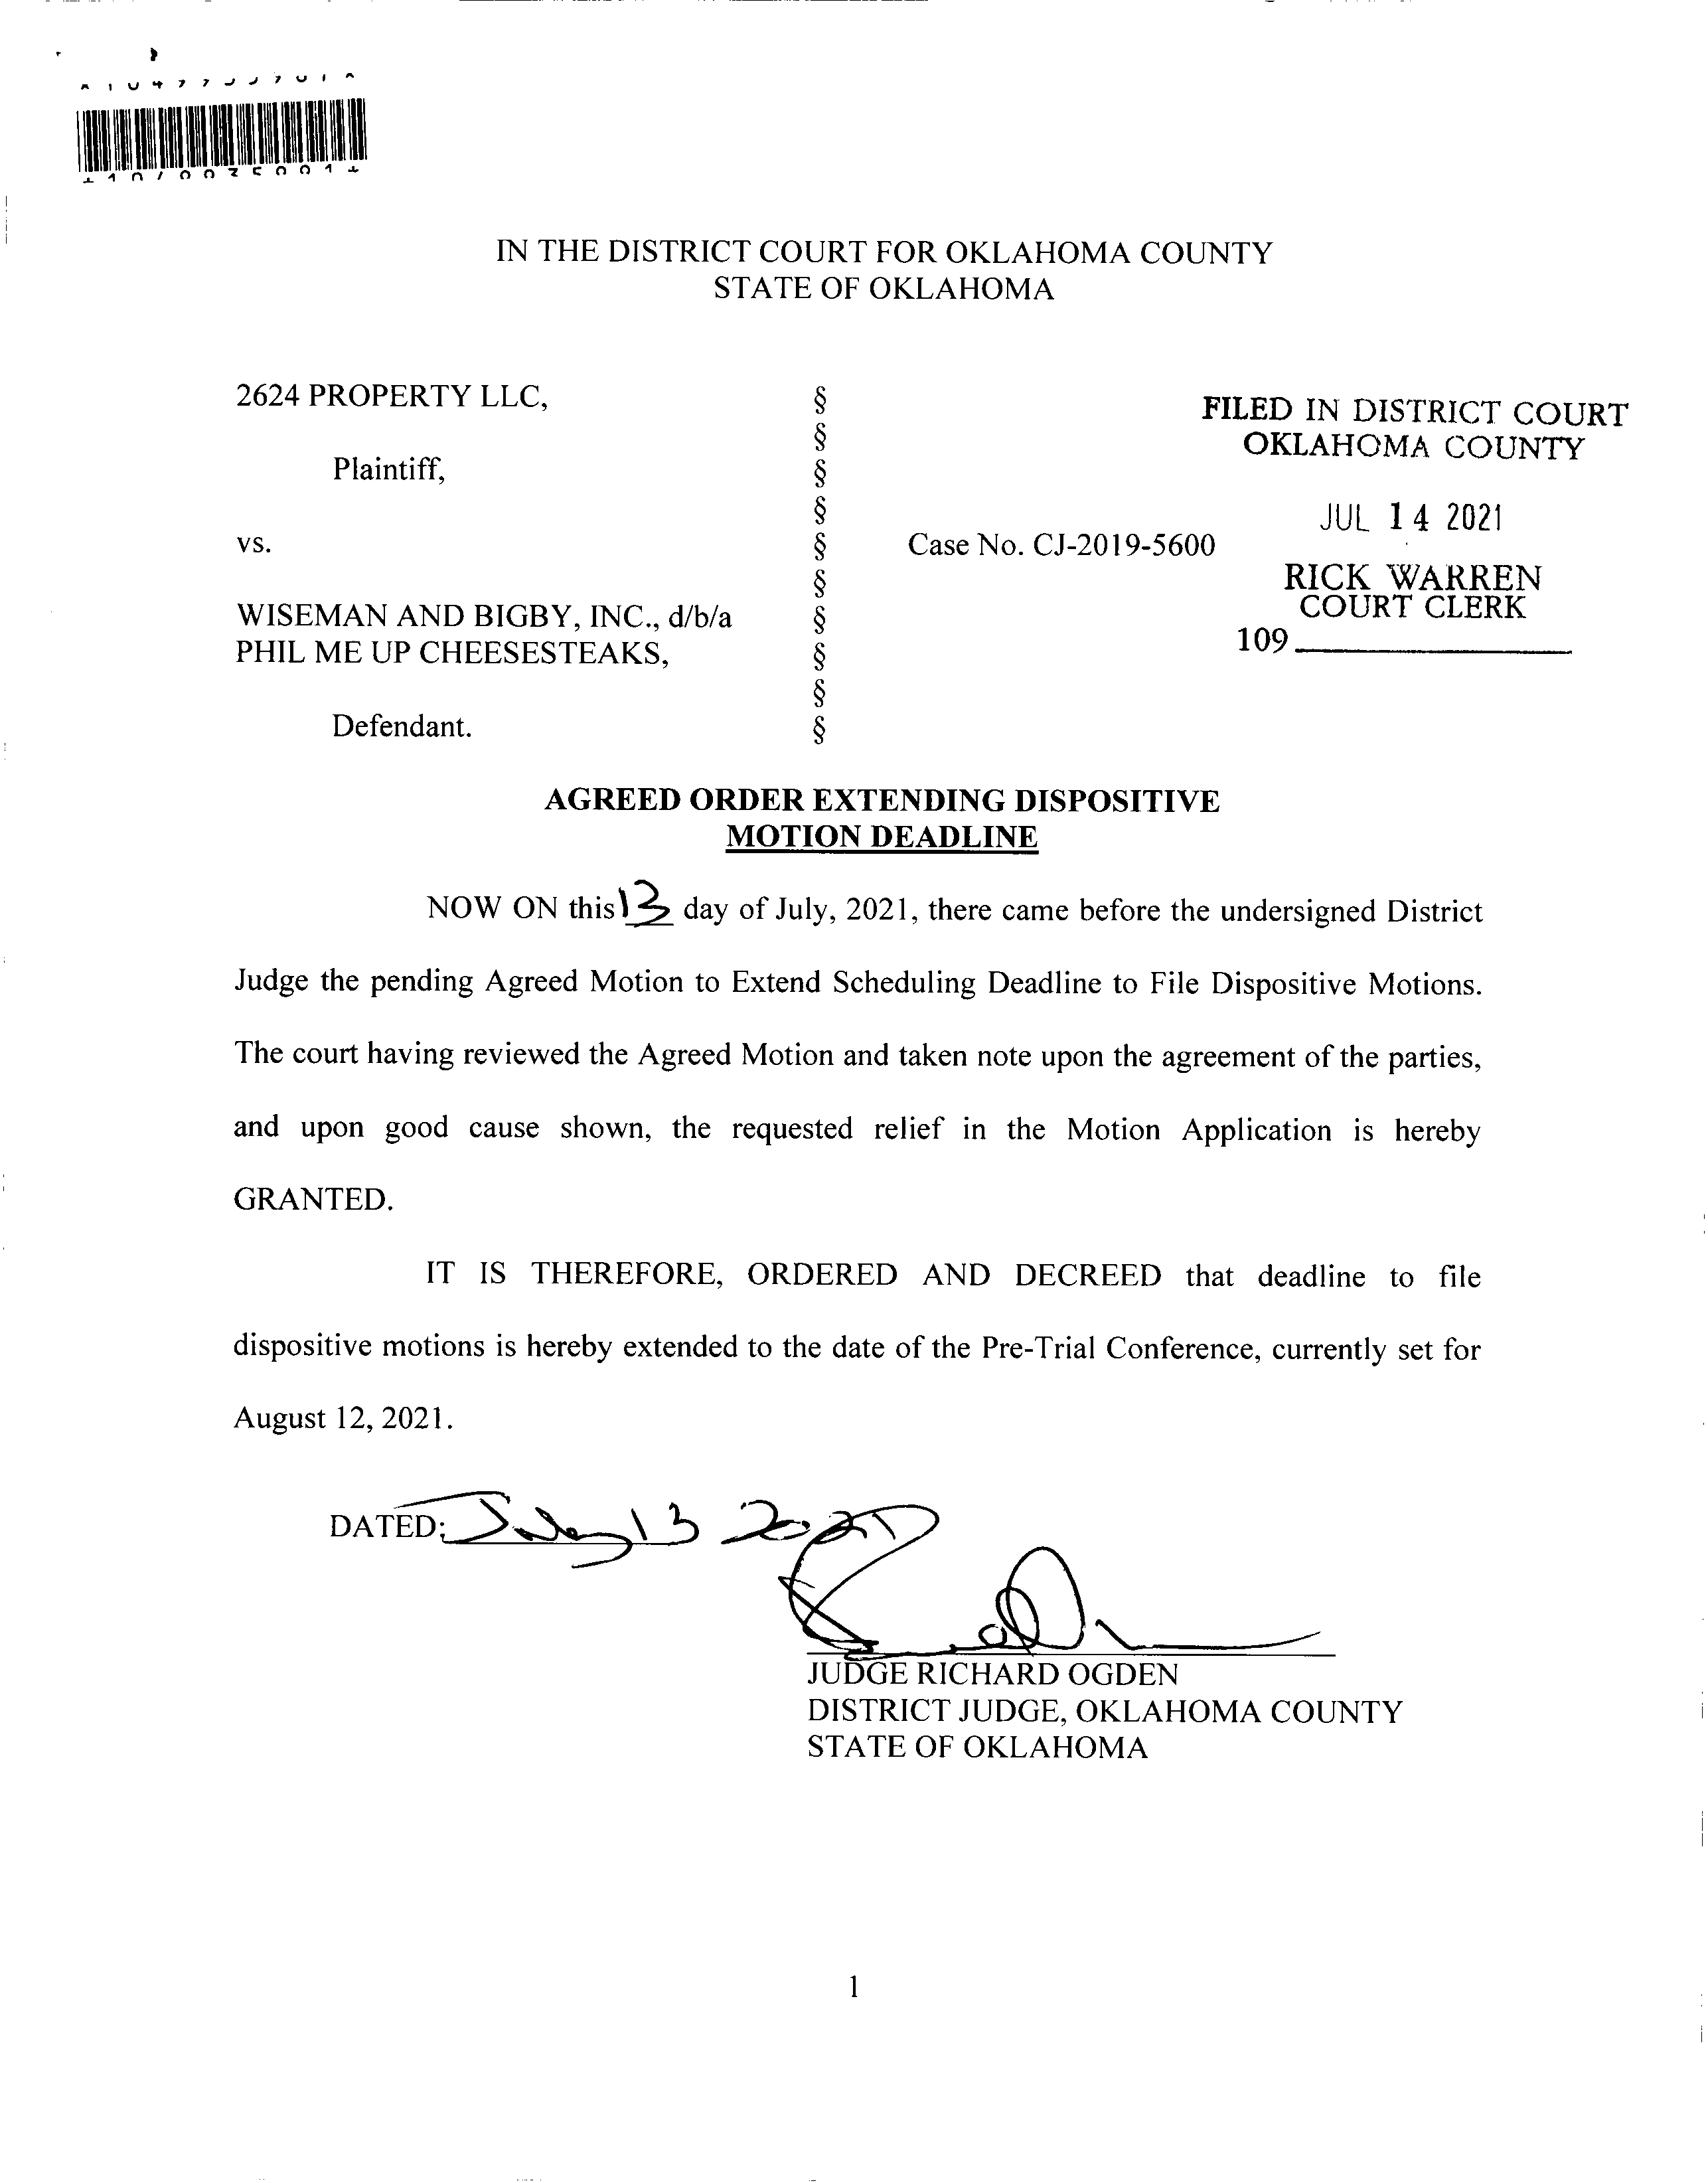 IN THE DISTRICT COURT FOR OKLAHOMA COUNTY
STATE OF OKLAHOMA
2624 PROPERTY LLC,
Plaintiff,
vs.
WISEMAN AND BIGBY, INC., d/b/a
PHIL ME UP CHEESESTEAKS,
Defendant.
§
§
§
§
§
§
§
§
§
§
Case No. CJ-2019-5600
FILED IN DISTRICT COURT
OKLAHOMA COUNTY
JUL 14 2021
RICK WARREN
COURT CLERK
109
AGREED ORDER EXTENDING DISPOSITIVE
MOTION DEADLINE
NOW ON this 13 day of July, 2021, there came before the undersigned District
Judge the pending Agreed Motion to Extend Scheduling Deadline to File Dispositive Motions.
The court having reviewed the Agreed Motion and taken note upon the agreement of the parties,
and upon good cause shown, the requested relief in the Motion Application is hereby
GRANTED.
IT IS THEREFORE, ORDERED AND DECREED that deadline to file
dispositive motions is hereby extended to the date of the Pre-Trial Conference, currently set for
August 12, 2021.
DATED: July 13 2021
JUDGE RICHARD OGDEN
DISTRICT JUDGE, OKLAHOMA COUNTY
STATE OF OKLAHOMA
1